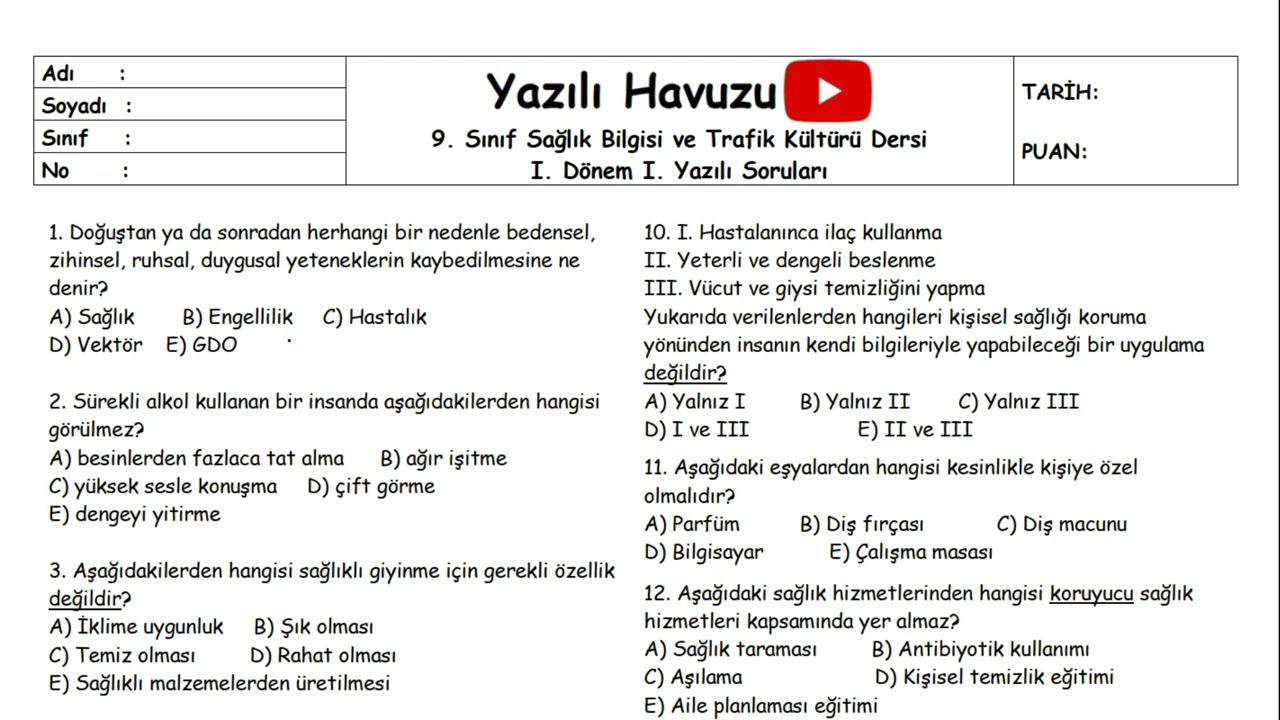 Adı :
Soyadı :
Sınıf :
No :
Yazılı Havuzu
9. Sınıf Sağlık Bilgisi ve Trafik Kültürü Dersi
I. Dönem I. Yazılı Soruları
TARİH:
PUAN:
1. Doğuştan ya da sonradan herhangi bir nedenle bedensel,
zihinsel, ruhsal, duygusal yeteneklerin kaybedilmesine ne
denir?
A) Sağlık B) Engellilik C) Hastalık
D) Vektör E) GDO
2. Sürekli alkol kullanan bir insanda aşağıdakilerden hangisi
görülmez?
A) besinlerden fazlaca tat alma B) ağır işitme
C) yüksek sesle konuşma D) çift görme
E) dengeyi yitirme
3. Aşağıdakilerden hangisi sağlıklı giyinme için gerekli özellik
değildir?
A) İklime uygunluk B) Şık olması
C) Temiz olması D) Rahat olması
E) Sağlıklı malzemelerden üretilmesi
10. I. Hastalanınca ilaç kullanma
II. Yeterli ve dengeli beslenme
III. Vücut ve giysi temizliğini yapma
Yukarıda verilenlerden hangileri kişisel sağlığı koruma
yönünden insanın kendi bilgileriyle yapabileceği bir uygulama
değildir?
A) Yalnız I B) Yalnız II C) Yalnız III
D) I ve III E) II ve III
11. Aşağıdaki eşyalardan hangisi kesinlikle kişiye özel
olmalıdır?
A) Parfüm B) Diş fırçası C) Diş macunu
D) Bilgisayar E) Çalışma masası
12. Aşağıdaki sağlık hizmetlerinden hangisi koruyucu sağlık
hizmetleri kapsamında yer almaz?
A) Sağlık taraması B) Antibiyotik kullanımı
C) Aşılama D) Kişisel temizlik eğitimi
E) Aile planlaması eğitimi